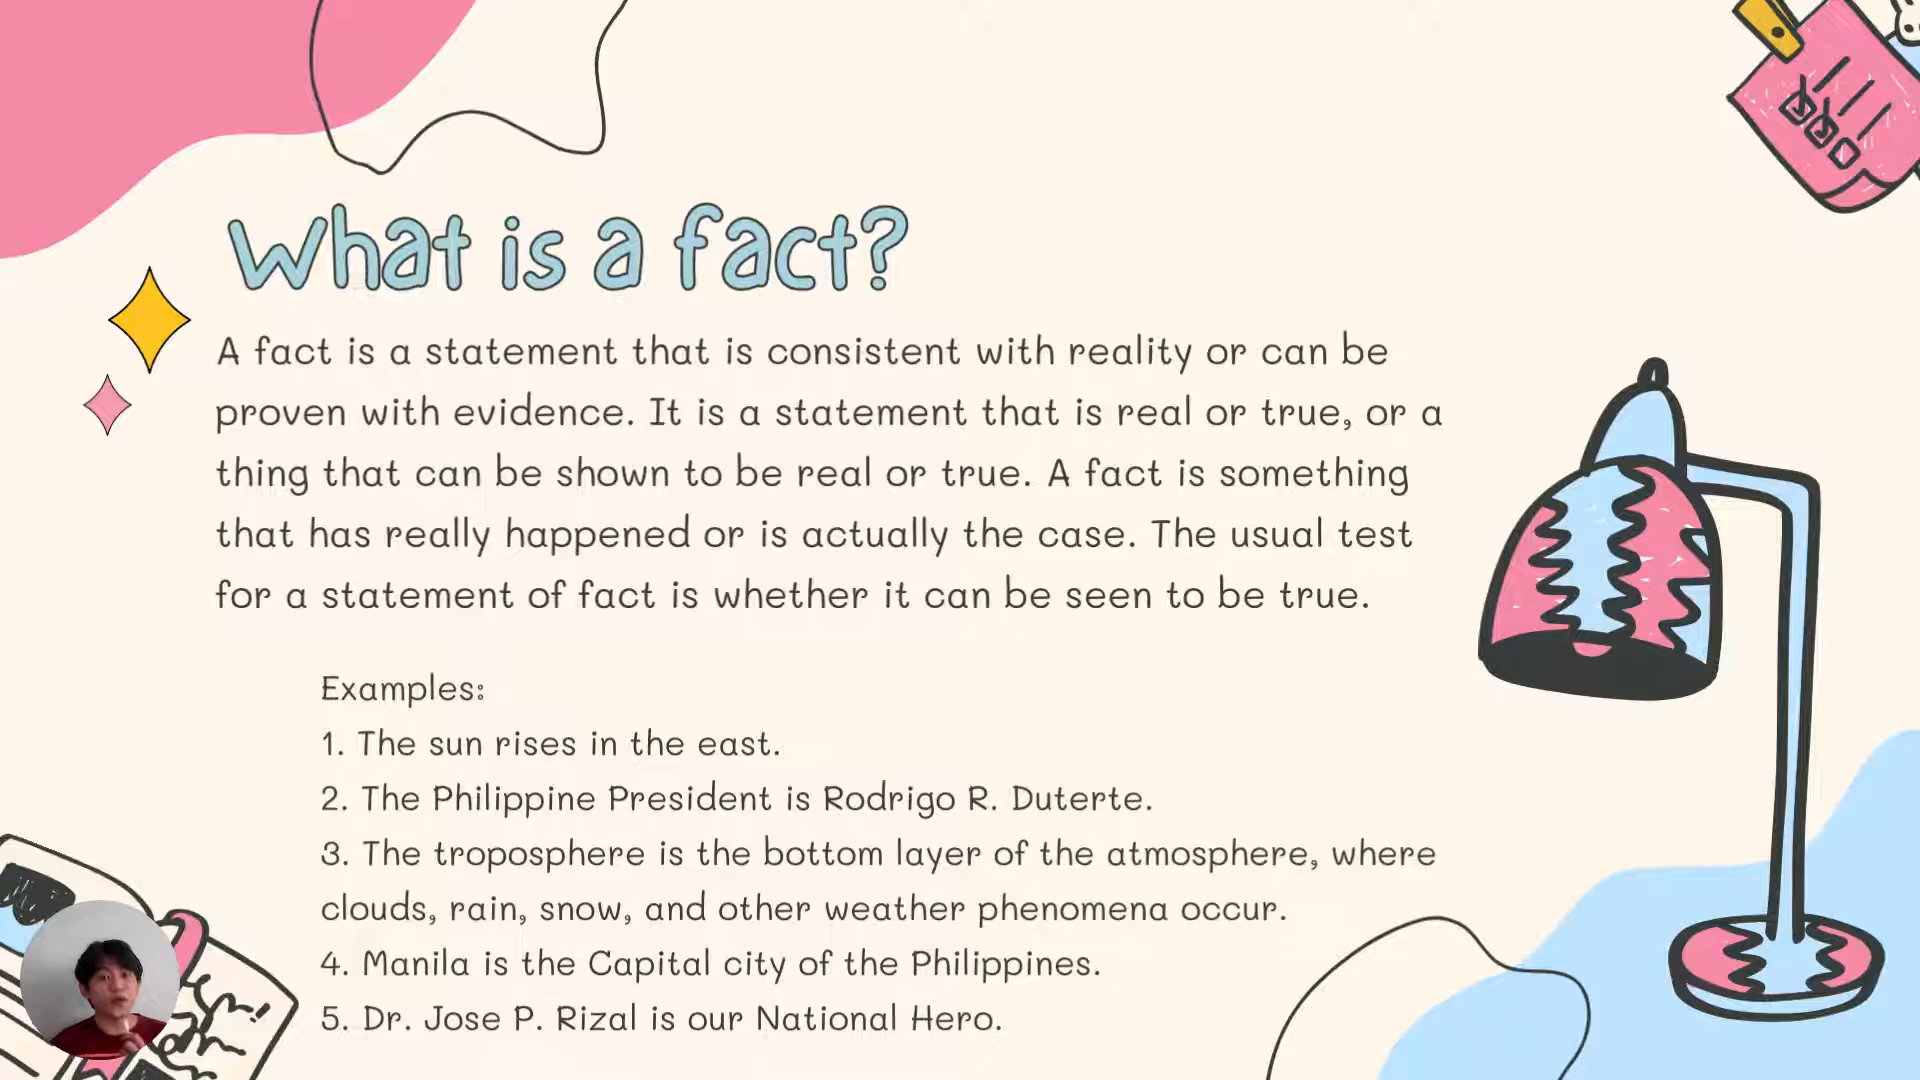 What is a fact?
A fact is a statement that is consistent with reality or can be
proven with evidence. It is a statement that is real or true, or a
thing that can be shown to be real or true. A fact is something
that has really happened or is actually the case. The usual test
for a statement of fact is whether it can be seen to be true.
Examples:
1. The sun rises in the east.
2. The Philippine President is Rodrigo R. Duterte.
3. The troposphere is the bottom layer of the atmosphere, where
clouds, rain, snow, and other weather phenomena occur.
4. Manila is the Capital city of the Philippines.
5. Dr. Jose P. Rizal is our National Hero.